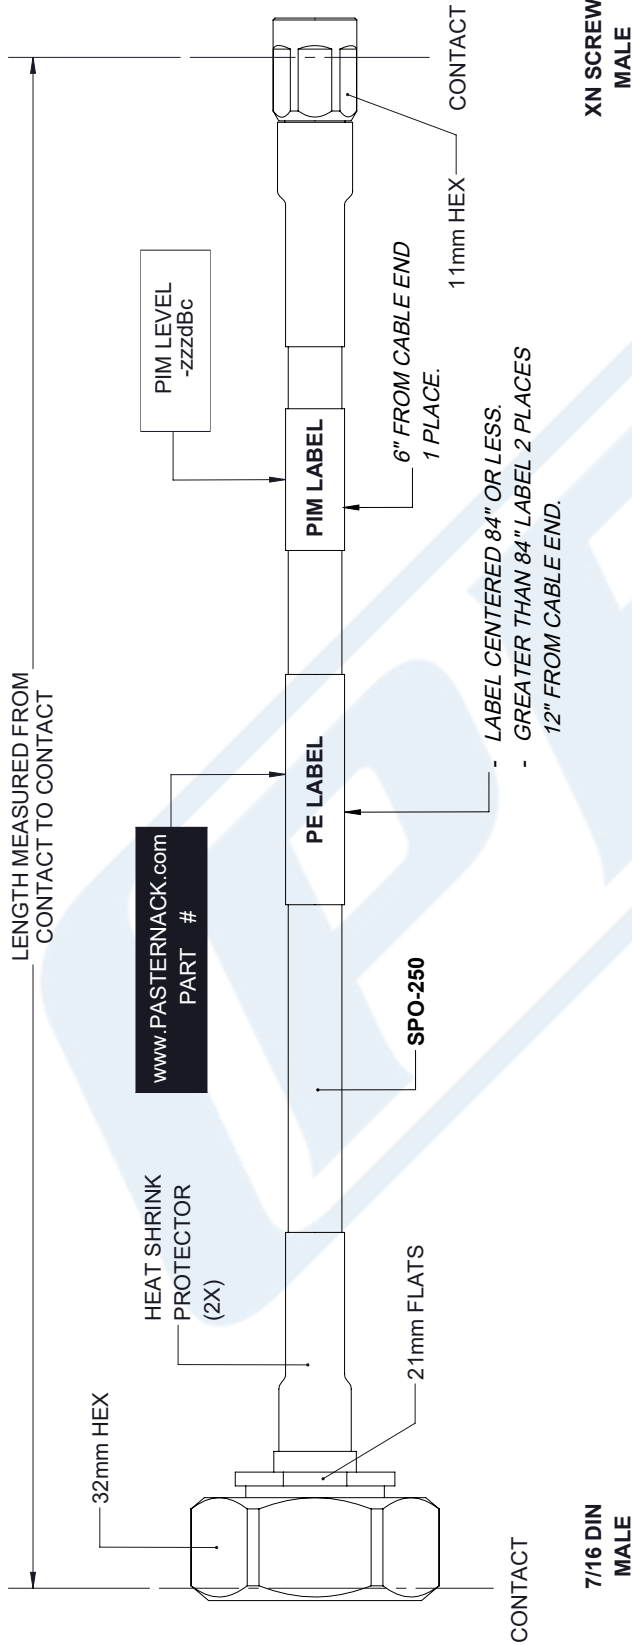 LENGTH MEASURED FROM
CONTACT TO CONTACT
32mm HEX
HEAT SHRINK
PROTECTOR
(2X)
www.PASTERNACK.com
PART #
PIM LEVEL
-zzzdBc
PE LABEL
PIM LABEL
21mm FLATS
SPO-250
- LABEL CENTERED 84" OR LESS.
- GREATER THAN 84" LABEL 2 PLACES
12" FROM CABLE END.
6" FROM CABLE END
1 PLACE.
11mm HEX
CONTACT
CONTACT
7/16 DIN
MALE
XN SCREW
MALE